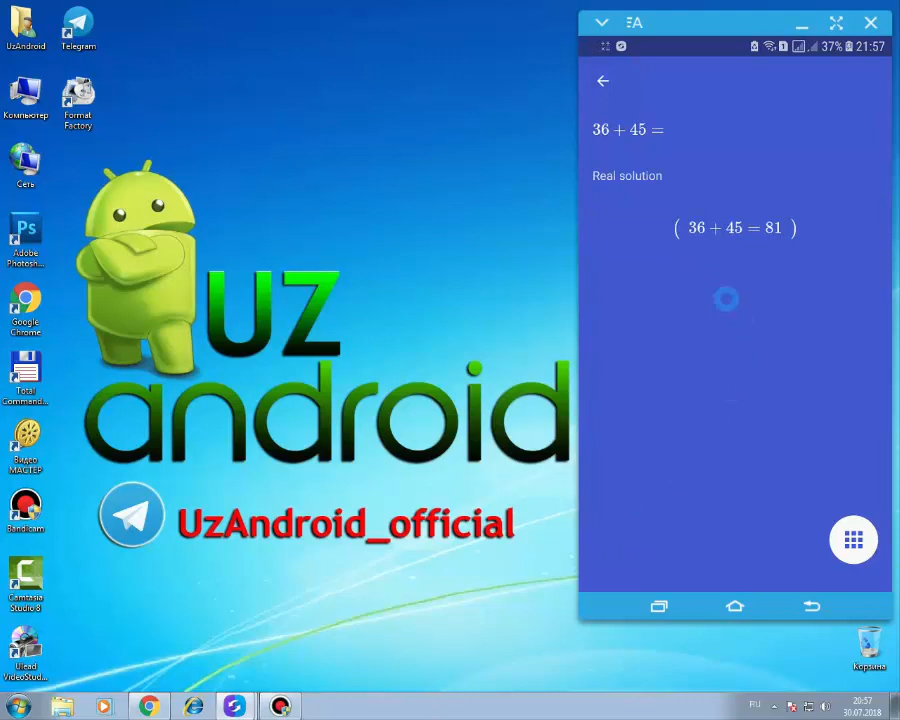 UzAndroid
Telegram
Компьютер
Format
Factory
Сеть
Ps
Adobe
Photosh...
Google
Chrome
Total
Command...
Видео
МАСТЕР
Bandicam
Camtasia
Studio 8
Ulead
VideoStud...
UZ
android
UzAndroid_official
A
1
37%
21:57
36 + 45 =
Real solution
( 36 + 45 = 81 )
Корзина
RU
20:57
30.07.2018